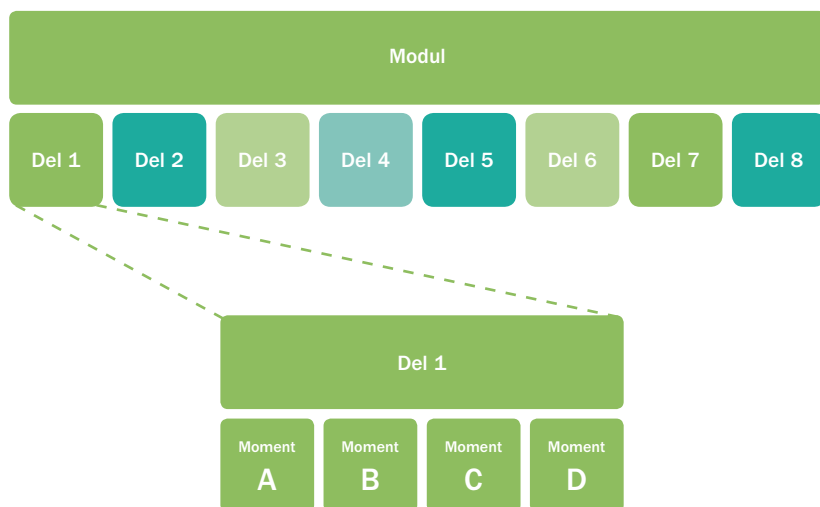 Modul
Del 1 Del 2 Del 3 Del 4 Del 5 Del 6 Del 7 Del 8
Del 1
Moment Moment Moment Moment
A B C D